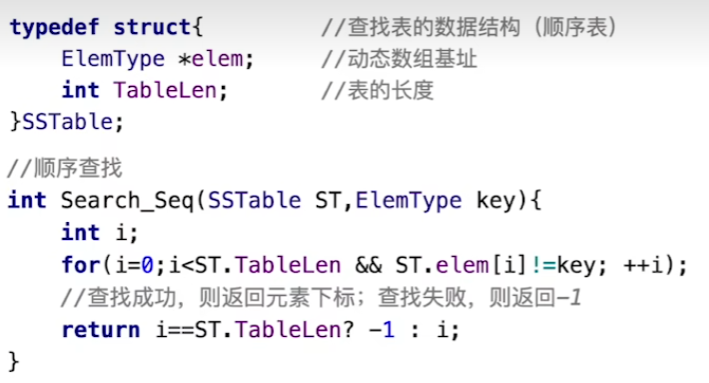 typedef struct{ //查找表的数据结构（顺序表）
ElemType *elem; //动态数组基址
int TableLen; //表的长度
}SSTable;
//顺序查找
int Search_Seq(SSTable ST,ElemType key){
int i;
for(i=0;i<ST.TableLen && ST.elem[i]!=key; ++i);
//查找成功，则返回元素下标；查找失败，则返回-1
return i==ST.TableLen? -1 : i;
}